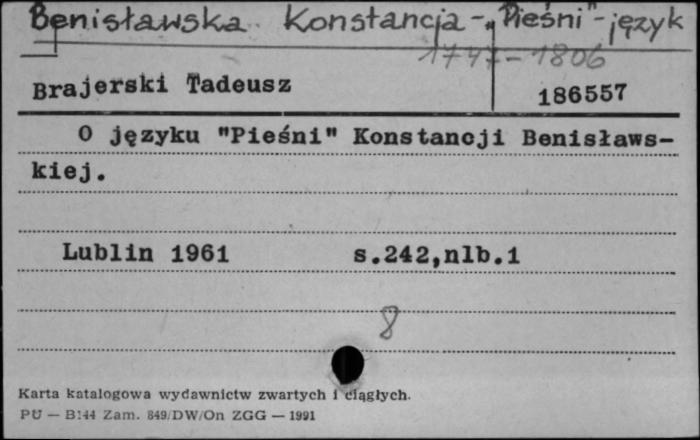 Benisławska Konstancja - „Pieśni" - język
1747-1806
Brajerski Tadeusz
186557
O języku "Pieśni" Konstancji Benisławs-
kiej.
Lublin 1961 s.242,nlb.1
8
Karta katalogowa wydawnictw zwartych i ciągłych.
PU — B144 Zam. 849/DW/On ZGG — 1991